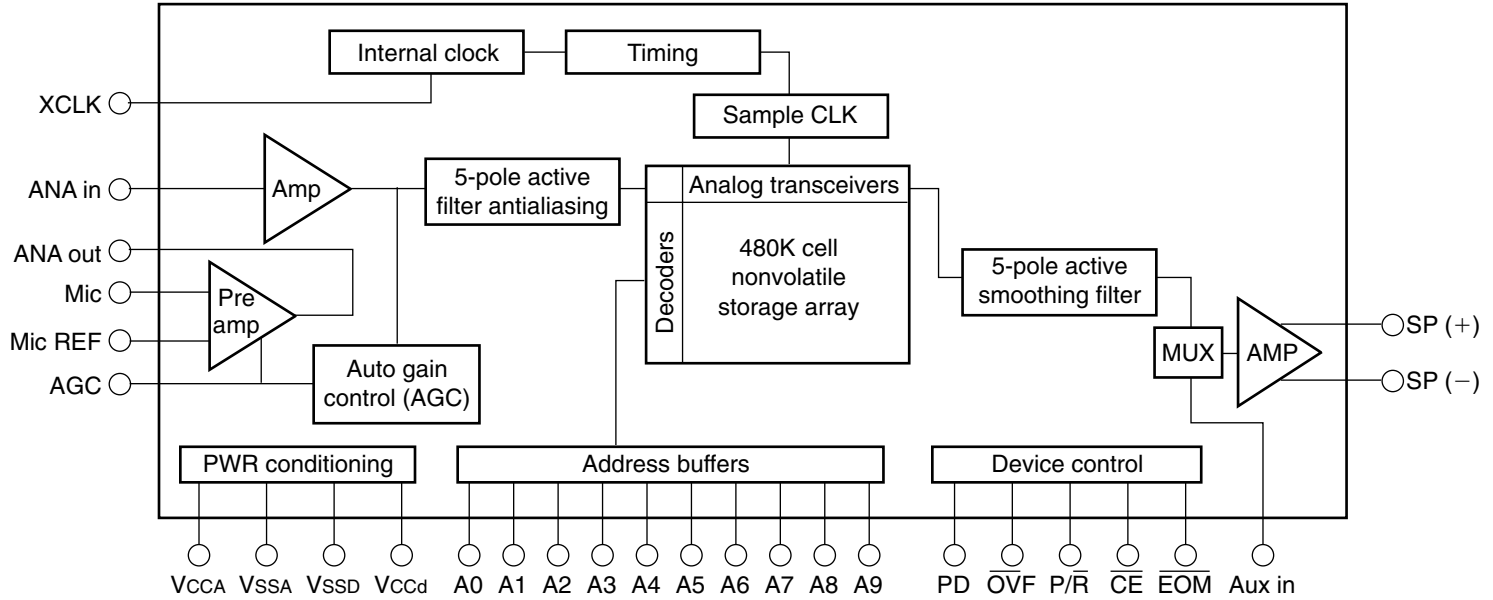 Internal clock
Timing
XCLK
Sample CLK
ANA in
Amp
5-pole active
filter antialiasing
Analog transceivers
Decoders
480K cell
nonvolatile
storage array
ANA out
Mic
Pre
amp
Mic REF
AGC
Auto gain
control (AGC)
5-pole active
smoothing filter
MUX
AMP
SP (+)
SP (−)
PWR conditioning
Address buffers
Device control
VCCA VSSA VSSD VCCd A0 A1 A2 A3 A4 A5 A6 A7 A8 A9 PD O̅V̅F P/R̅ C̅E̅ E̅O̅M̅ Aux in